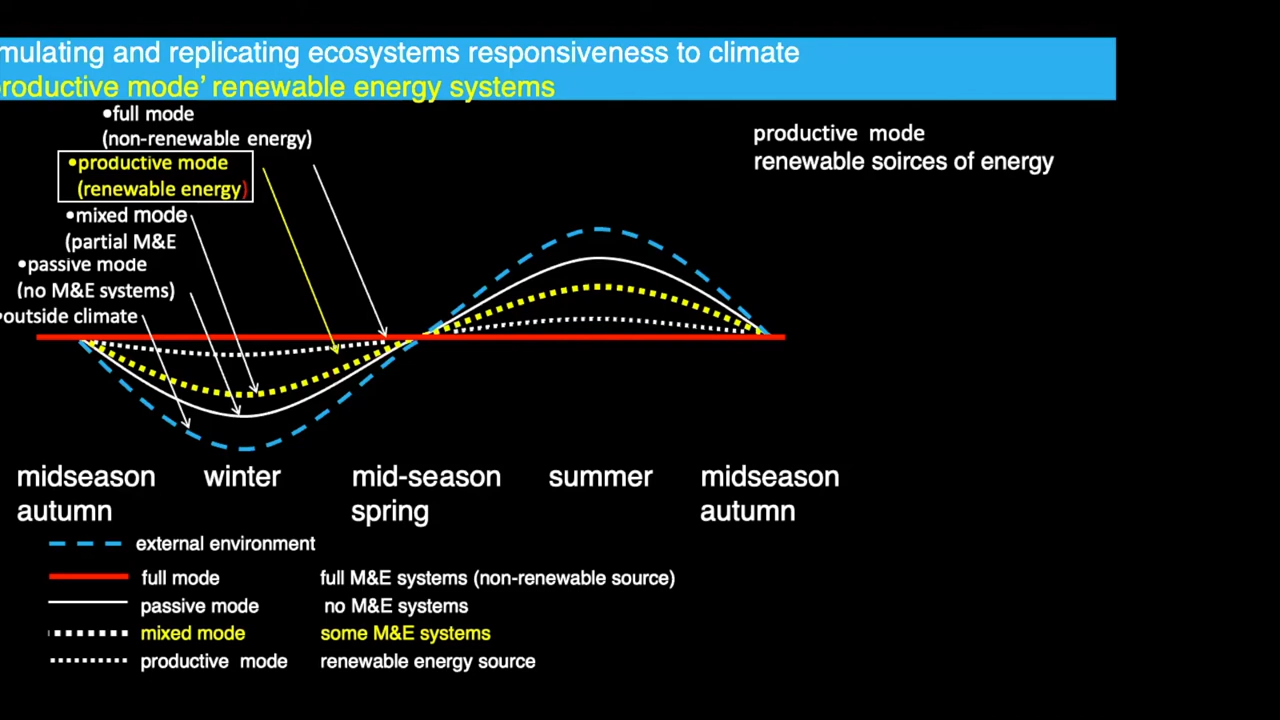 mulating and replicating ecosystems responsiveness to climate
productive mode’ renewable energy systems
•full mode
(non-renewable energy)
•productive mode
(renewable energy)
•mixed mode
(partial M&E
•passive mode
(no M&E systems)
•outside climate
productive mode
renewable soirces of energy
midseason autumn
winter
mid-season spring
summer
midseason autumn
external environment
full mode full M&E systems (non-renewable source)
passive mode no M&E systems
mixed mode some M&E systems
productive mode renewable energy source